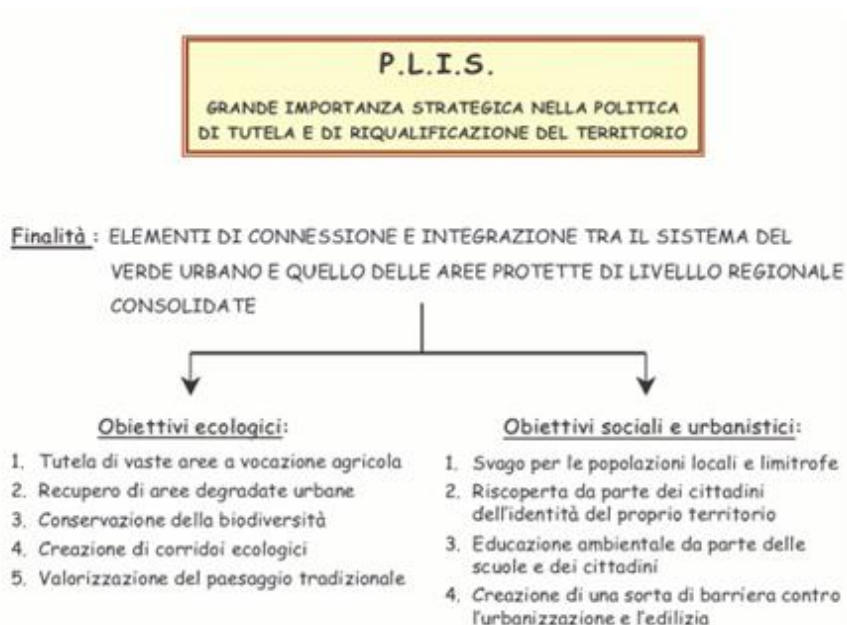 P.L.I.S.
GRANDE IMPORTANZA STRATEGICA NELLA POLITICA
DI TUTELA E DI RIQUALIFICAZIONE DEL TERRITORIO
Finalità : ELEMENTI DI CONNESSIONE E INTEGRAZIONE TRA IL SISTEMA DEL
VERDE URBANO E QUELLO DELLE AREE PROTETTE DI LIVELLLO REGIONALE
CONSOLIDATE
Obiettivi ecologici:
1. Tutela di vaste aree a vocazione agricola
2. Recupero di aree degradate urbane
3. Conservazione della biodiversità
4. Creazione di corridoi ecologici
5. Valorizzazione del paesaggio tradizionale
Obiettivi sociali e urbanistici:
1. Svago per le popolazioni locali e limitrofe
2. Riscoperta da parte dei cittadini
dell'identità del proprio territorio
3. Educazione ambientale da parte delle
scuole e dei cittadini
4. Creazione di una sorta di barriera contro
l'urbanizzazione e l'edilizia